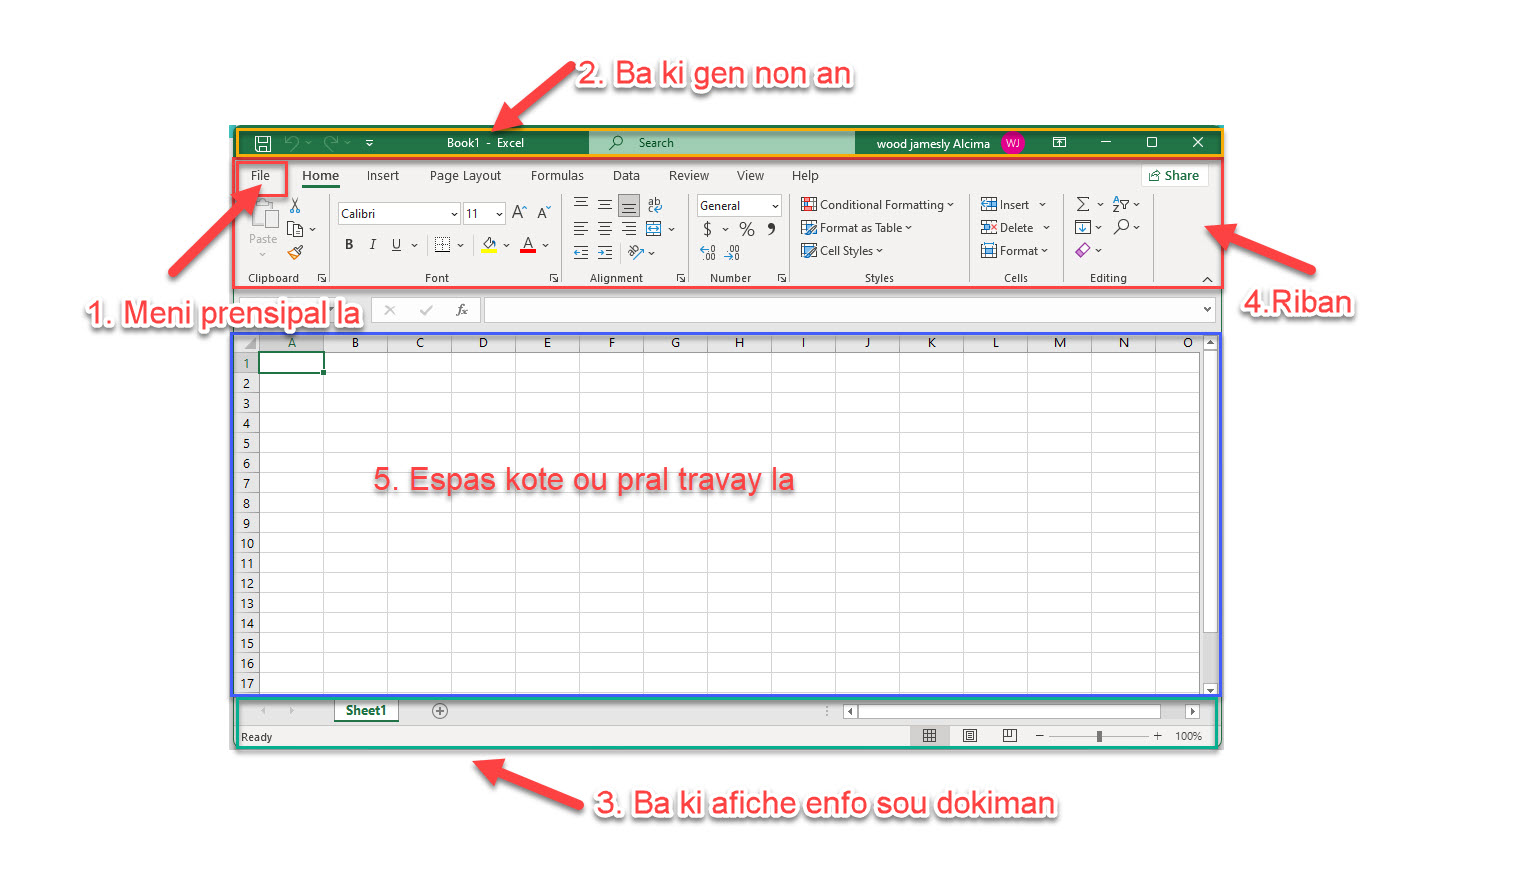 2. Ba ki gen non an
Book1 - Excel
Search
wood jamesly Alcima
WJ
File Home Insert Page Layout Formulas Data Review View Help
Share
Calibri
11
ab
General
Conditional Formatting
Insert
Paste
B I U
A
$ % 9
Format as Table
Delete
Cell Styles
Format
Clipboard
Font
Alignment
Number
Styles
Cells
Editing
1. Meni prensipal la
fx
4.Riban
A B C D E F G H I J K L M N O
1
2
3
4
5
6
5. Espas kote ou pral travay la
7
8
9
10
11
12
13
14
15
16
17
Sheet1
Ready
100%
3. Ba ki afiche enfo sou dokiman